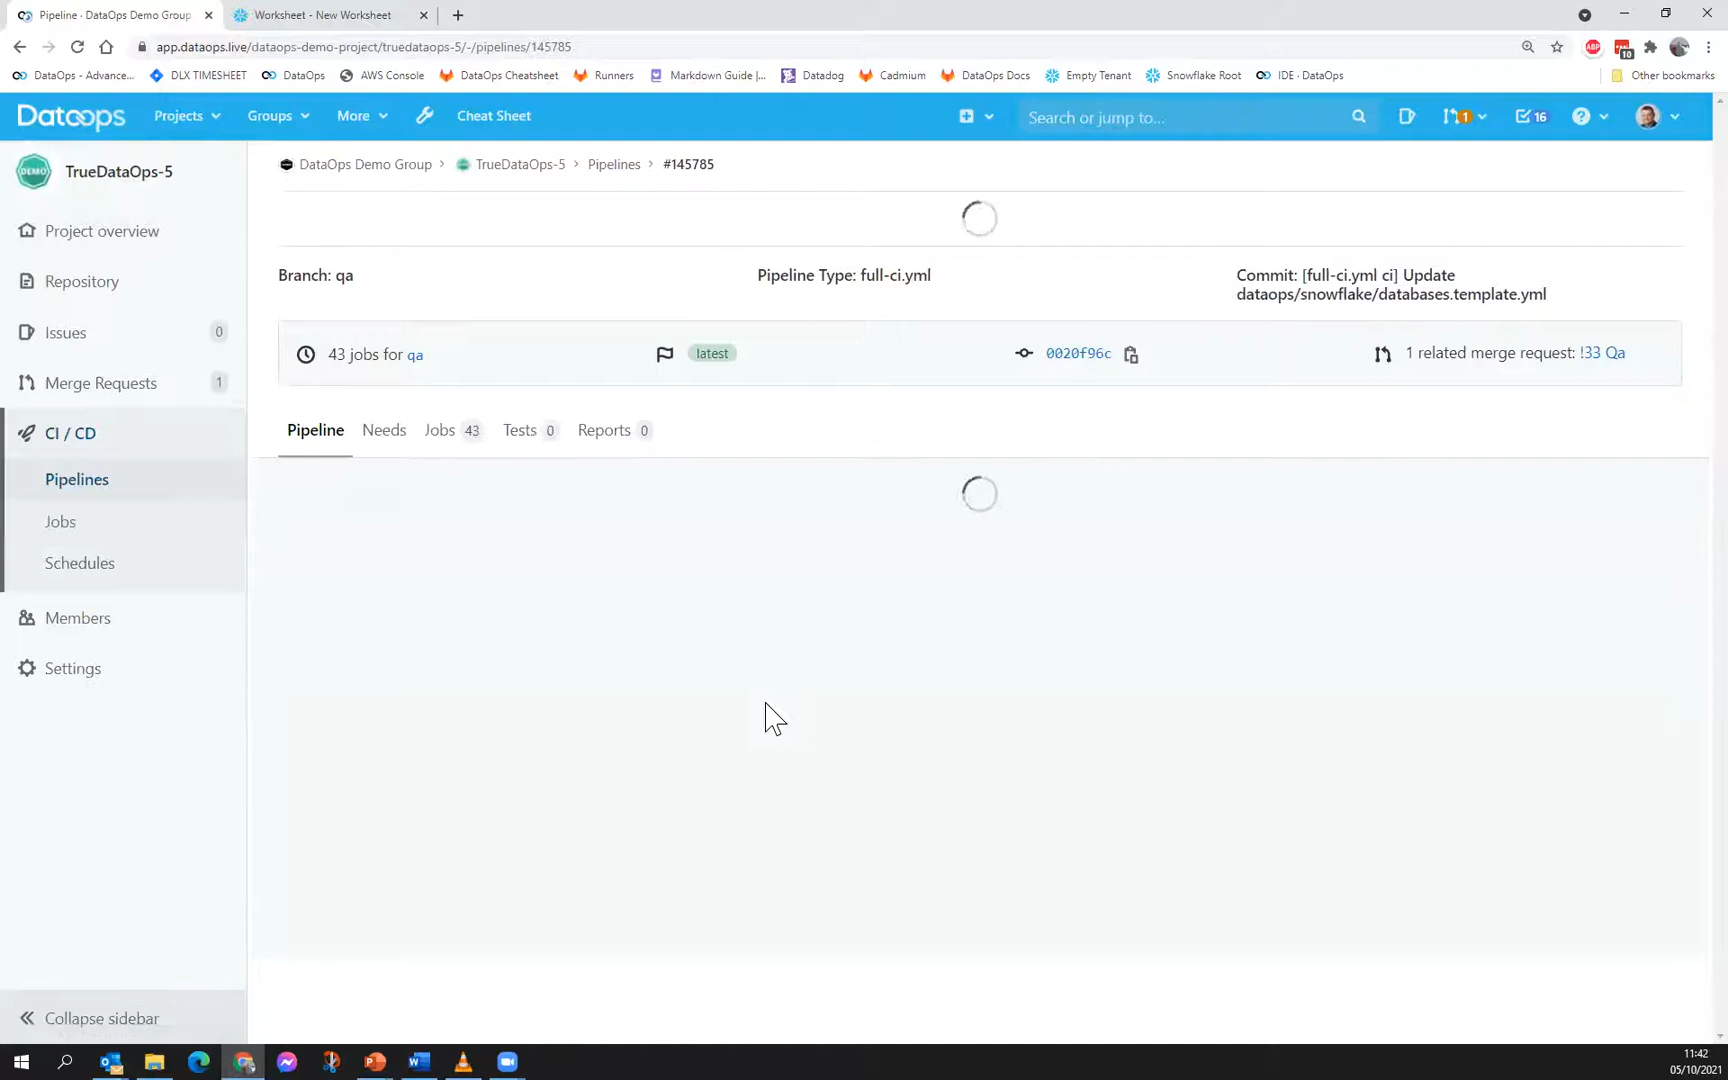 Pipeline · DataOps Demo Group
Worksheet - New Worksheet
app.dataops.live/dataops-demo-project/truedataops-5/-/pipelines/145785
DataOps - Advance... DLX TIMESHEET DataOps AWS Console DataOps Cheatsheet Runners Markdown Guide |... Datadog Cadmium DataOps Docs Empty Tenant Snowflake Root IDE · DataOps Other bookmarks
ABP
10
Dataops Projects Groups More Cheat Sheet Search or jump to... 1 16
DEMO
TrueDataOps-5
Project overview
Repository
Issues 0
Merge Requests 1
CI / CD
Pipelines
Jobs
Schedules
Members
Settings
Collapse sidebar
DataOps Demo Group > TrueDataOps-5 > Pipelines > #145785
Branch: qa
Pipeline Type: full-ci.yml
Commit: [full-ci.yml ci] Update
dataops/snowflake/databases.template.yml
43 jobs for qa
latest
0020f96c
1 related merge request: !33 Qa
Pipeline Needs Jobs 43 Tests 0 Reports 0
11:42
05/10/2021